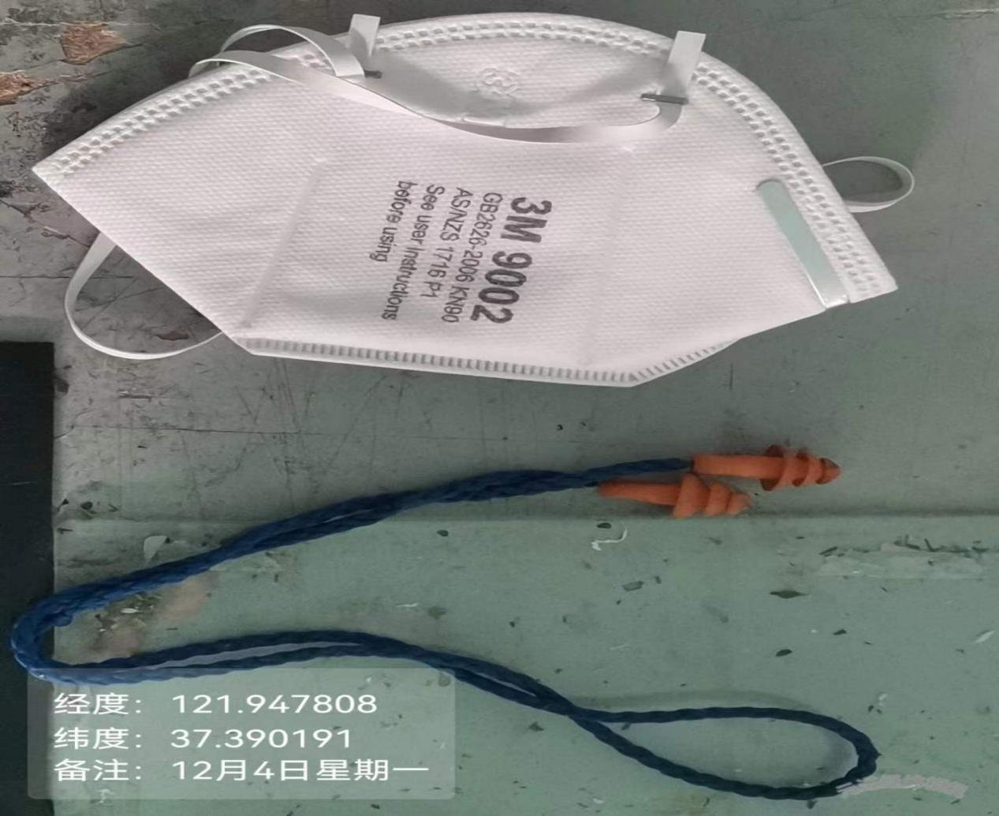 3M 9002
GB2626-2006 KN90
AS/NZS 1716 P1
See user instructions
before using
经度： 121.947808
纬度： 37.390191
备注： 12月4日星期一